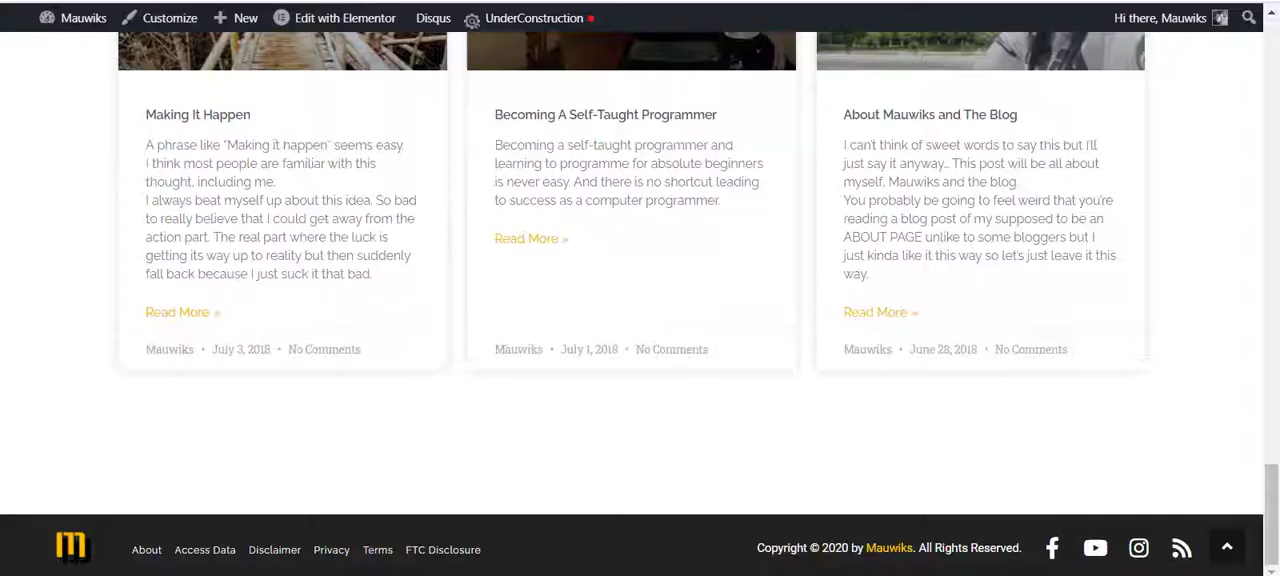 Mauwiks Customize New Edit with Elementor Disqus UnderConstruction Hi there, Mauwiks
Making It Happen
A phrase like “Making it happen” seems easy.
I think most people are familiar with this
thought, including me.
I always beat myself up about this idea. So bad
to really believe that I could get away from the
action part. The real part where the luck is
getting its way up to reality but then suddenly
fall back because I just suck it that bad.
Read More »
Mauwiks • July 3, 2018 • No Comments
Becoming A Self-Taught Programmer
Becoming a self-taught programmer and
learning to programme for absolute beginners
is never easy. And there is no shortcut leading
to success as a computer programmer.
Read More »
Mauwiks • July 1, 2018 • No Comments
About Mauwiks and The Blog
I can’t think of sweet words to say this but I’ll
just say it anyway… This post will be all about
myself, Mauwiks and the blog.
You probably be going to feel weird that you’re
reading a blog post of my supposed to be an
ABOUT PAGE unlike to some bloggers but I
just kinda like it this way so let’s just leave it this
way.
Read More »
Mauwiks • June 28, 2018 • No Comments
M About Access Data Disclaimer Privacy Terms FTC Disclosure Copyright © 2020 by Mauwiks. All Rights Reserved.